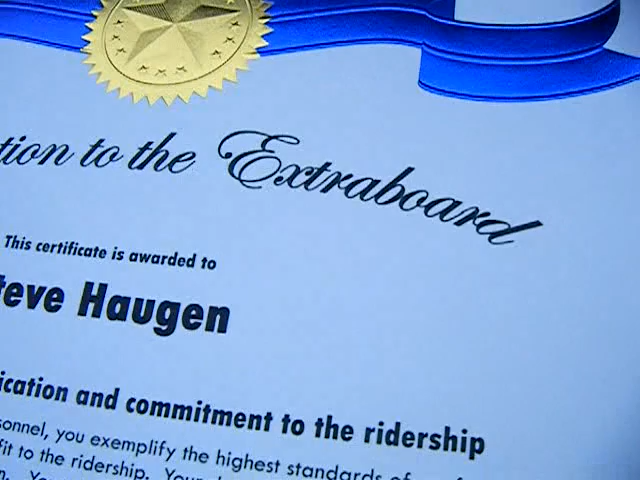 tion to the Extraboard
This certificate is awarded to
teve Haugen
ication and commitment to the ridership
sonnel, you exemplify the highest standards of
fit to the ridership.